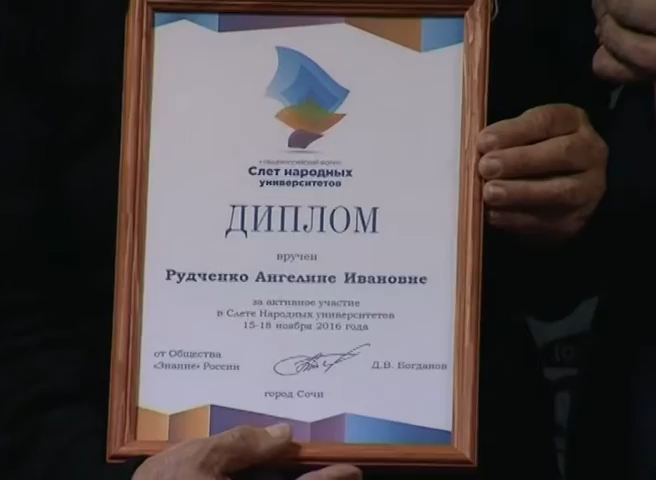 Слет народных
университетов
ДИПЛОМ
вручен
Рудченко Ангелине Ивановне
за активное участие
в Слете Народных университетов
15-18 ноября 2016 года
от Общества
«Знание» России
Д.В. Богданов
город Сочи